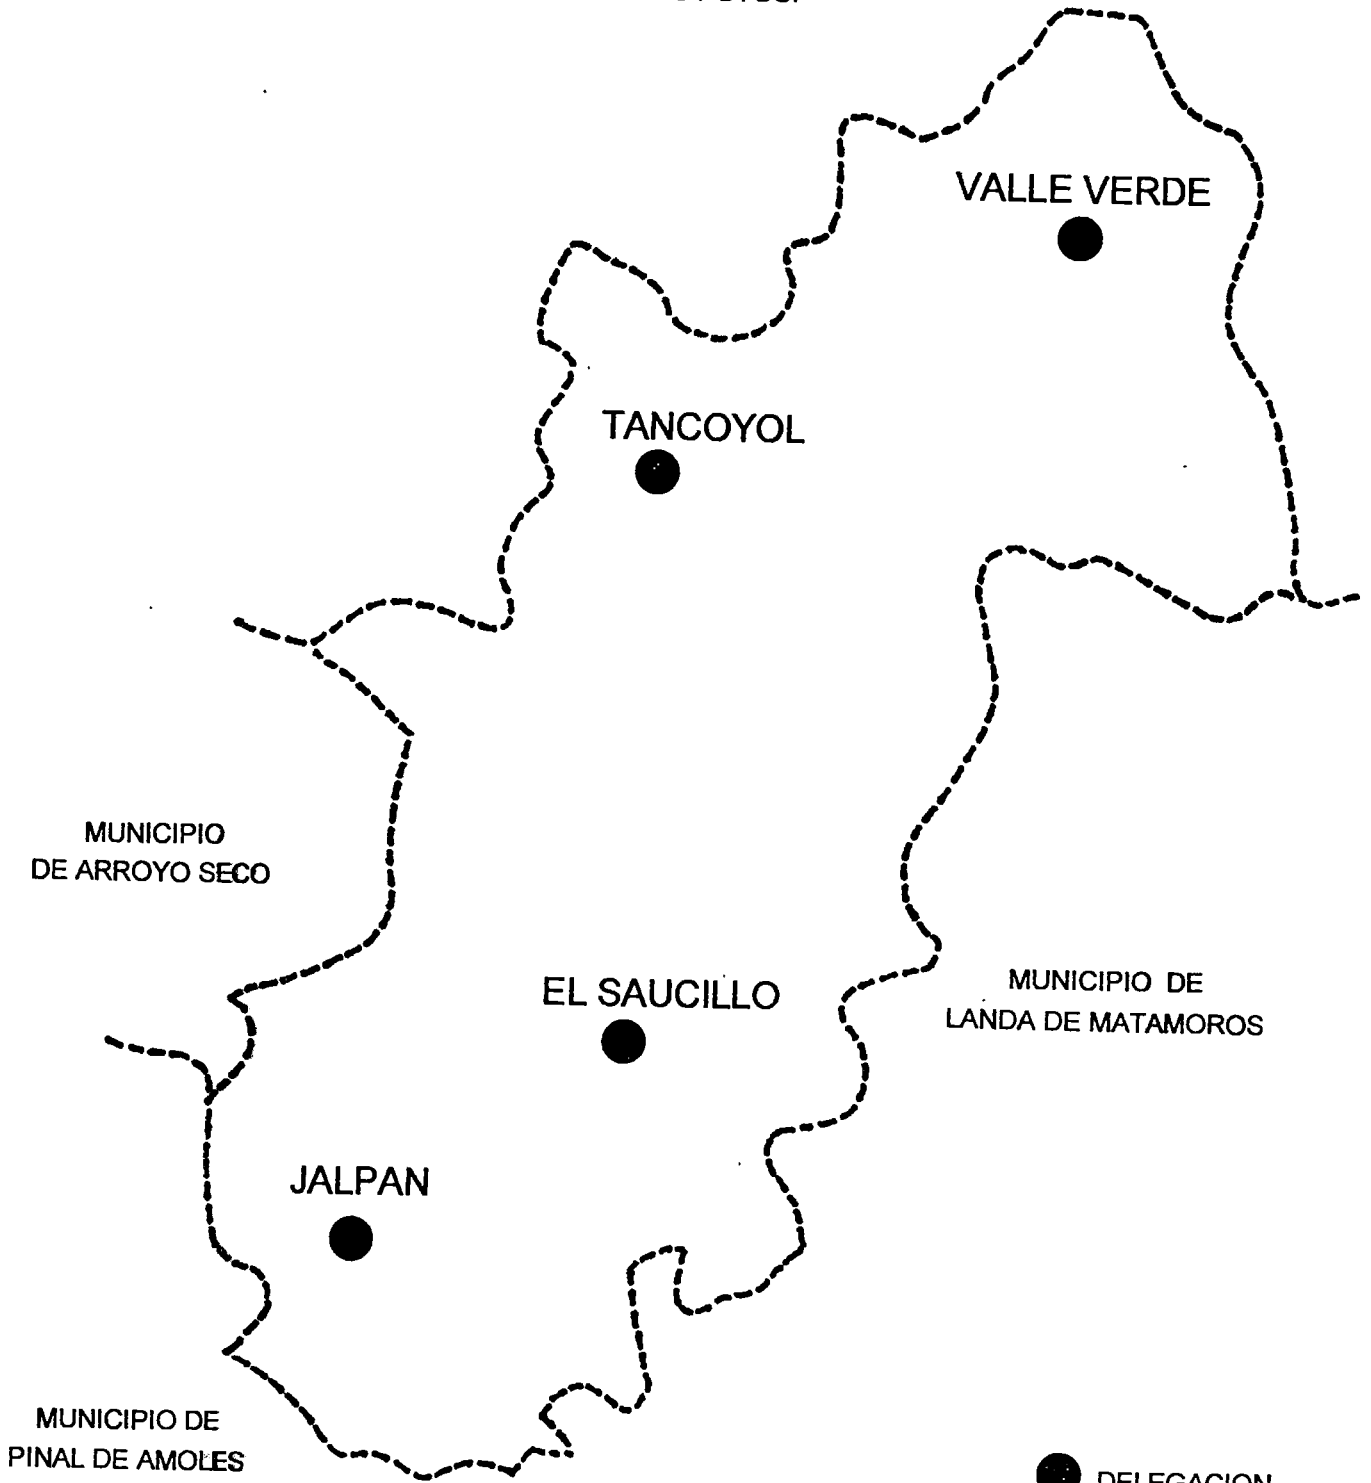 VALLE VERDE
TANCOYOL
MUNICIPIO
DE ARROYO SECO
EL SAUCILLO
MUNICIPIO DE
LANDA DE MATAMOROS
JALPAN
MUNICIPIO DE
PINAL DE AMOLES
DELEGACION